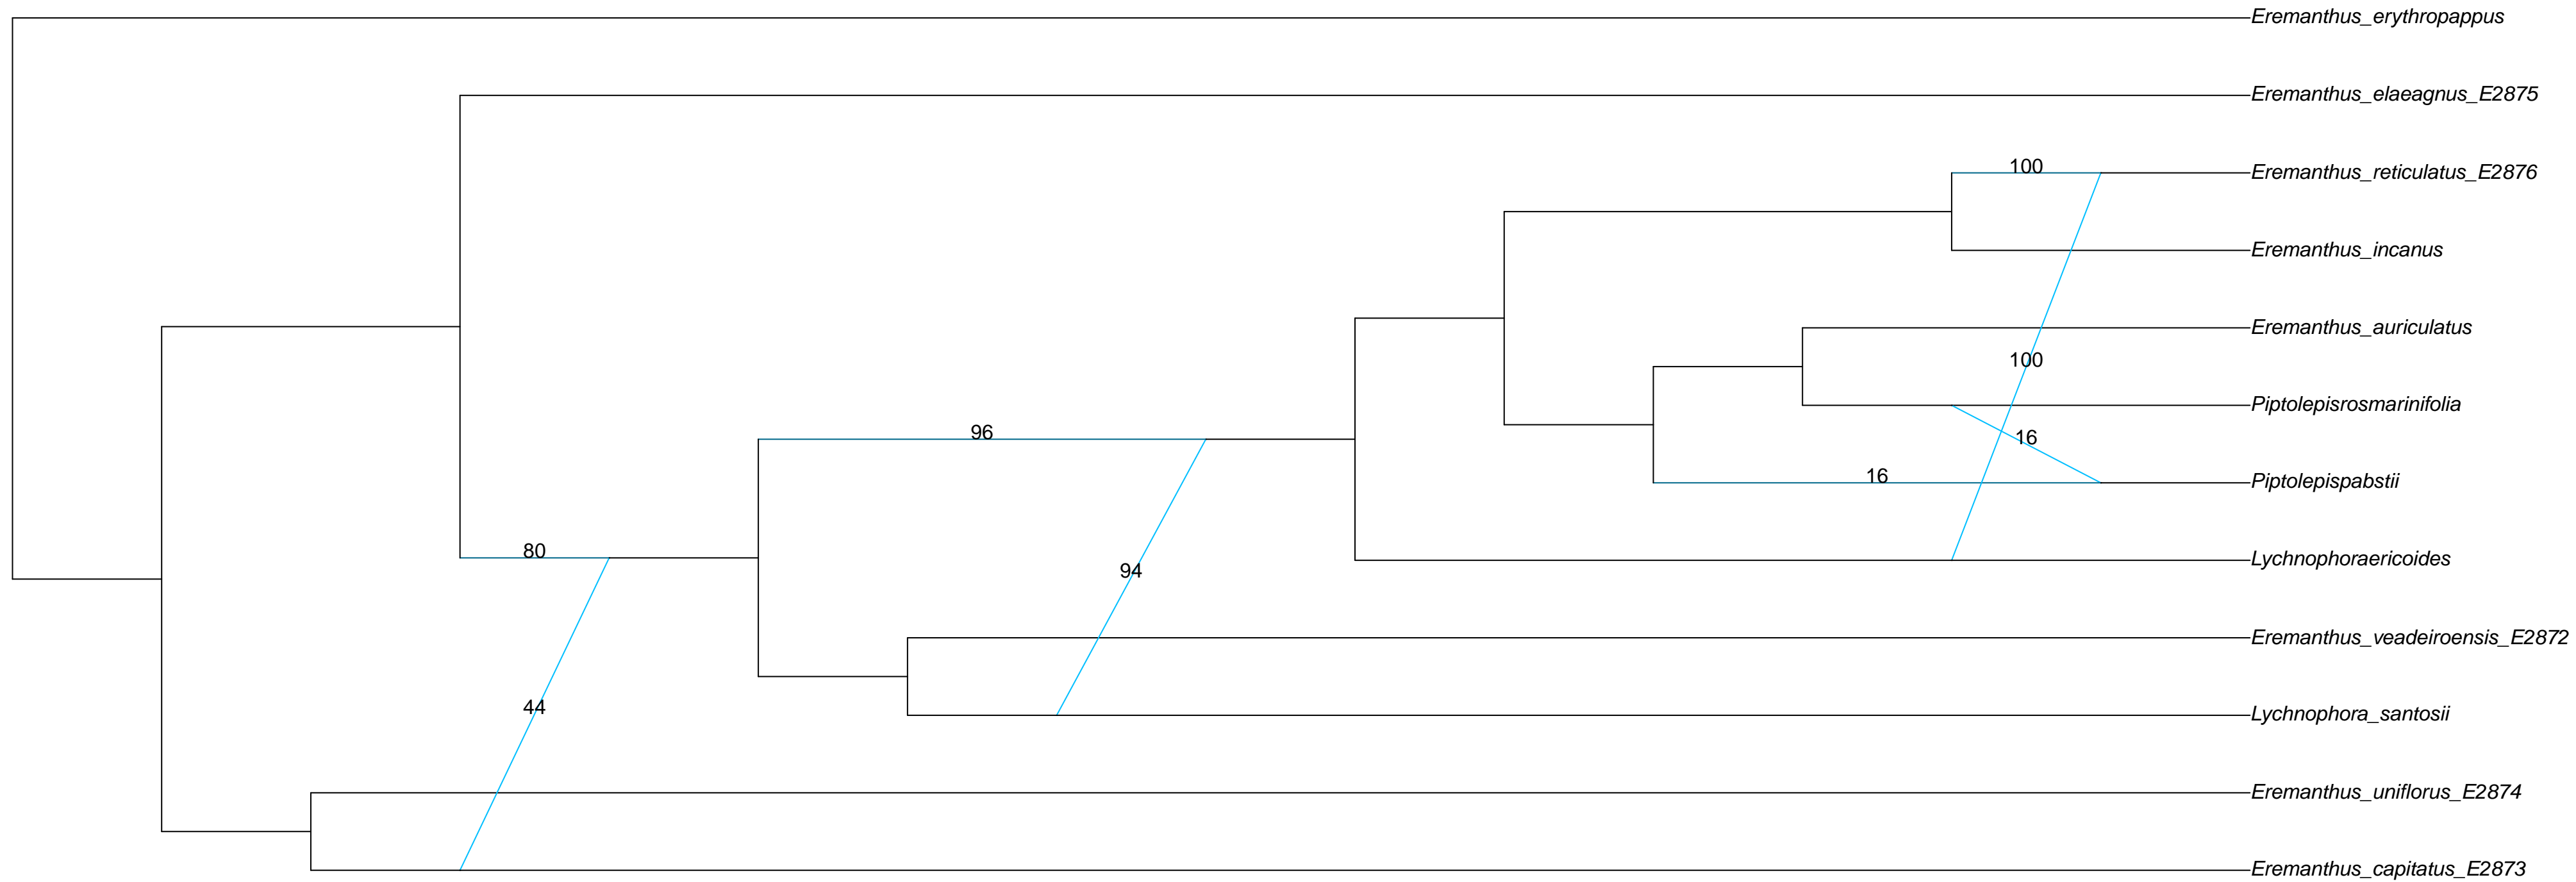 Eremanthus_erythropappus
Eremanthus_elaeagnus_E2875
100
Eremanthus_reticulatus_E2876
Eremanthus_incanus
Eremanthus_auriculatus
100
Piptolepisrosmarinifolia
96
16
16
Piptolepispabstii
80
Lychnophoraericoides
94
Eremanthus_veadeiroensis_E2872
44
Lychnophora_santosii
Eremanthus_uniflorus_E2874
Eremanthus_capitatus_E2873